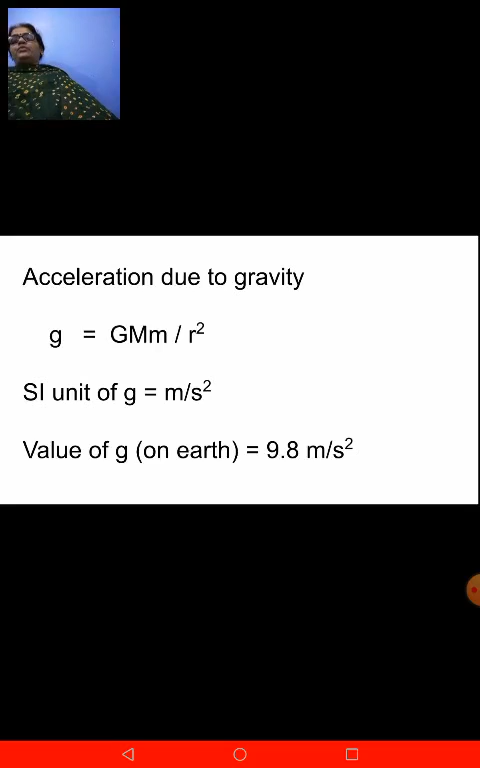 Acceleration due to gravity
g = GMm / r²
SI unit of g = m/s²
Value of g (on earth) = 9.8 m/s²